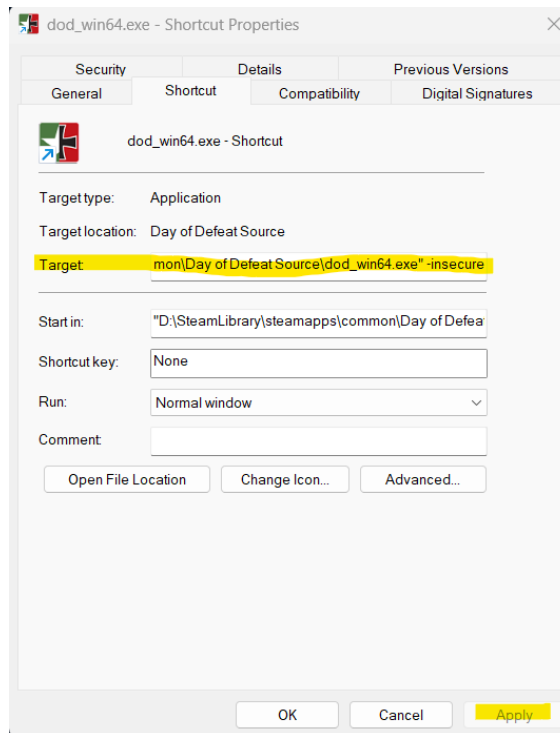 dod_win64.exe - Shortcut Properties
Security Details Previous Versions
General Shortcut Compatibility Digital Signatures
dod_win64.exe - Shortcut
Target type: Application
Target location: Day of Defeat Source
Target: mon\Day of Defeat Source\dod_win64.exe" -insecure
Start in: "D:\SteamLibrary\steamapps\common\Day of Defea
Shortcut key: None
Run: Normal window
Comment:
Open File Location Change Icon... Advanced...
OK Cancel Apply